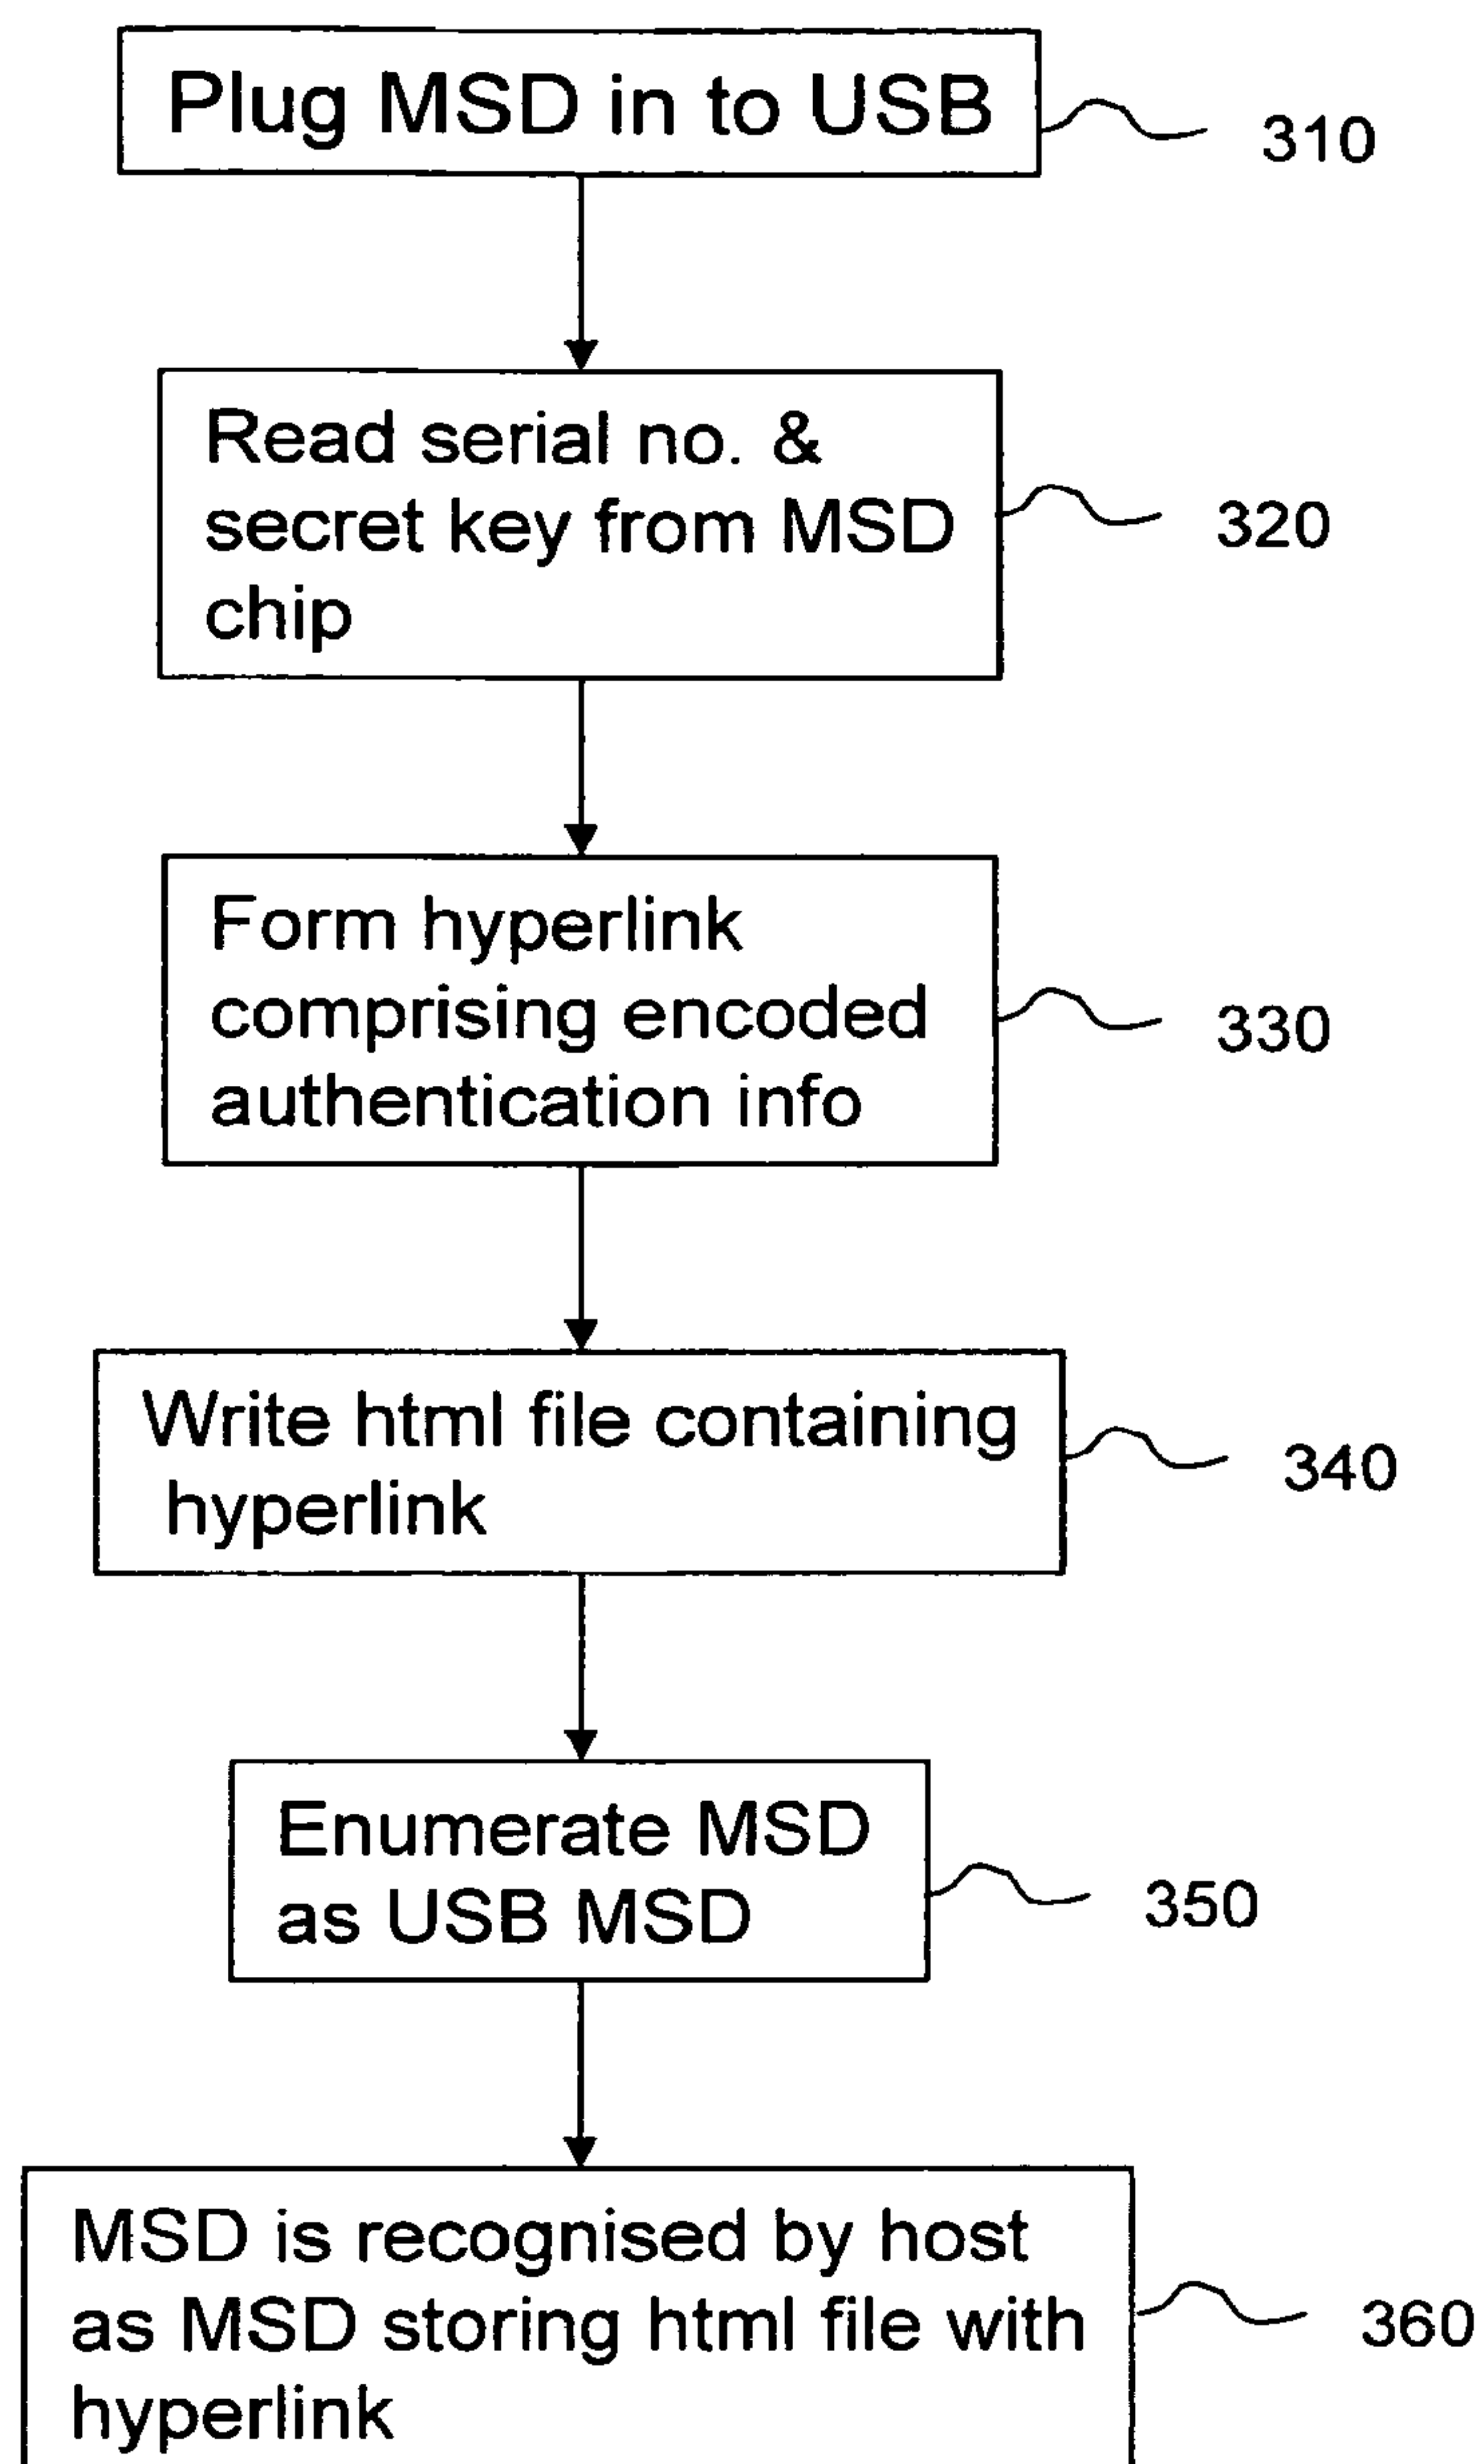 Plug MSD in to USB
310
Read serial no. &
secret key from MSD
chip
320
Form hyperlink
comprising encoded
authentication info
330
Write html file containing
hyperlink
340
Enumerate MSD
as USB MSD
350
MSD is recognised by host
as MSD storing html file with
hyperlink
360